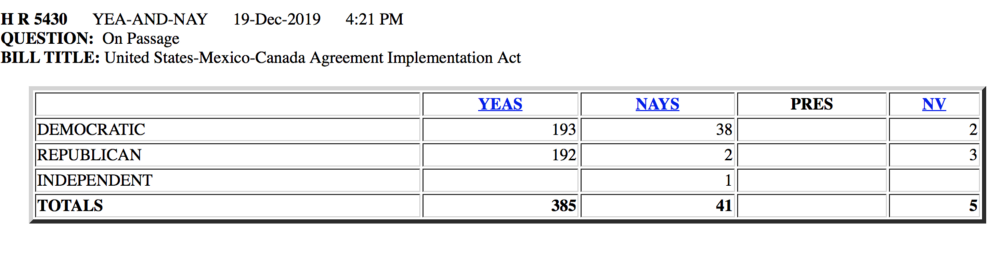 H R 5430 YEA-AND-NAY 19-Dec-2019 4:21 PM
QUESTION: On Passage
BILL TITLE: United States-Mexico-Canada Agreement Implementation Act
YEAS NAYS PRES NV
DEMOCRATIC 193 38 2
REPUBLICAN 192 2 3
INDEPENDENT 1
TOTALS 385 41 5